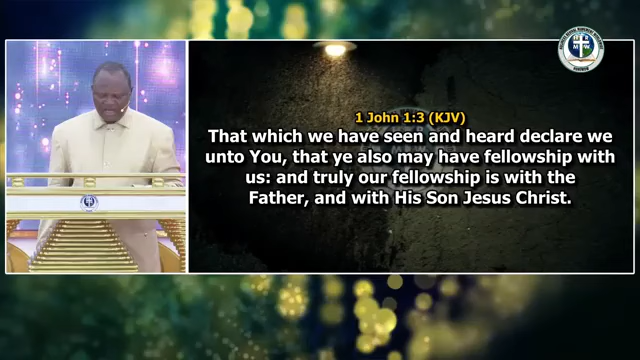 1 John 1:3 (KJV)
That which we have seen and heard declare we
unto You, that ye also may have fellowship with
us: and truly our fellowship is with the
Father, and with His Son Jesus Christ.